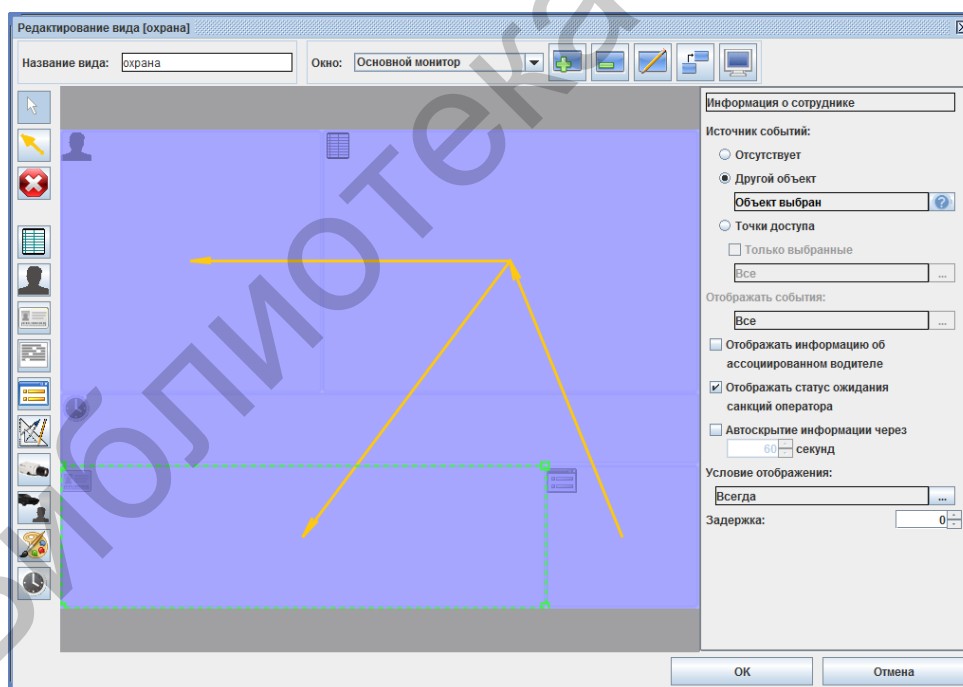 Редактирование вида [охрана]
Название вида: охрана Окно: Основной монитор
Информация о сотруднике
Источник событий:
Отсутствует
Другой объект
Объект выбран
Точки доступа
Только выбранные
Все ...
Отображать события:
Все ...
Отображать информацию об
ассоциированном водителе
Отображать статус ожидания
санкций оператора
Автоскрытие информации через
60 секунд
Условие отображения:
Всегда ...
Задержка: 0
OK Отмена